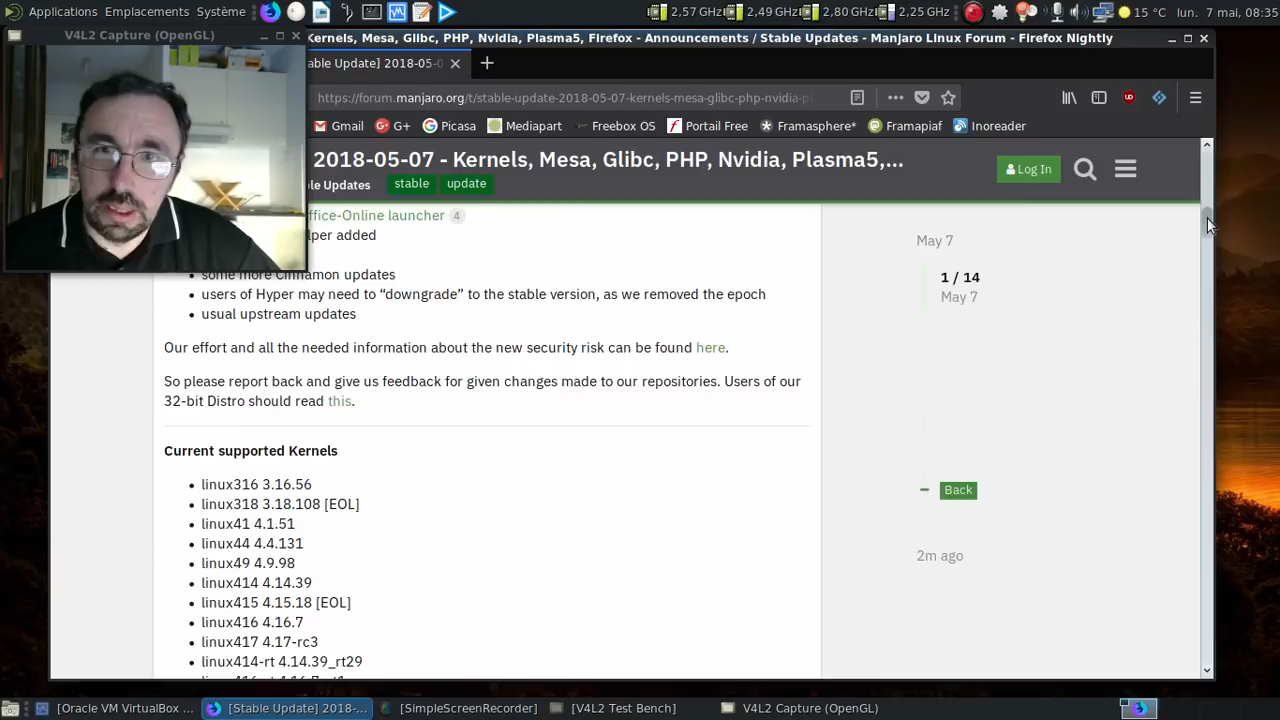 Applications Emplacements Système 2,57 GHz 2,49 GHz 2,80 GHz 2,25 GHz 15 °C lun. 7 mai, 08:35
V4L2 Capture (OpenGL)
Kernels, Mesa, Glibc, PHP, Nvidia, Plasma5, Firefox - Announcements / Stable Updates - Manjaro Linux Forum - Firefox Nightly
able Update] 2018-05-0
https://forum.manjaro.org/t/stable-update-2018-05-07-kernels-mesa-glibc-php-nvidia-p
Gmail G+ Picasa Mediapart Freebox OS Portail Free Framasphere* Framapiaf Inoreader
2018-05-07 - Kernels, Mesa, Glibc, PHP, Nvidia, Plasma5,...
Log In
ble Updates stable update
ffice-Online launcher 4
lper added
some more Cinnamon updates
users of Hyper may need to “downgrade” to the stable version, as we removed the epoch
usual upstream updates
Our effort and all the needed information about the new security risk can be found here.
So please report back and give us feedback for given changes made to our repositories. Users of our
32-bit Distro should read this.
Current supported Kernels
linux316 3.16.56
linux318 3.18.108 [EOL]
linux41 4.1.51
linux44 4.4.131
linux49 4.9.98
linux414 4.14.39
linux415 4.15.18 [EOL]
linux416 4.16.7
linux417 4.17-rc3
linux414-rt 4.14.39_rt29
May 7
1 / 14
May 7
Back
2m ago
[Oracle VM VirtualBox ... [Stable Update] 2018-... [SimpleScreenRecorder] [V4L2 Test Bench] V4L2 Capture (OpenGL)